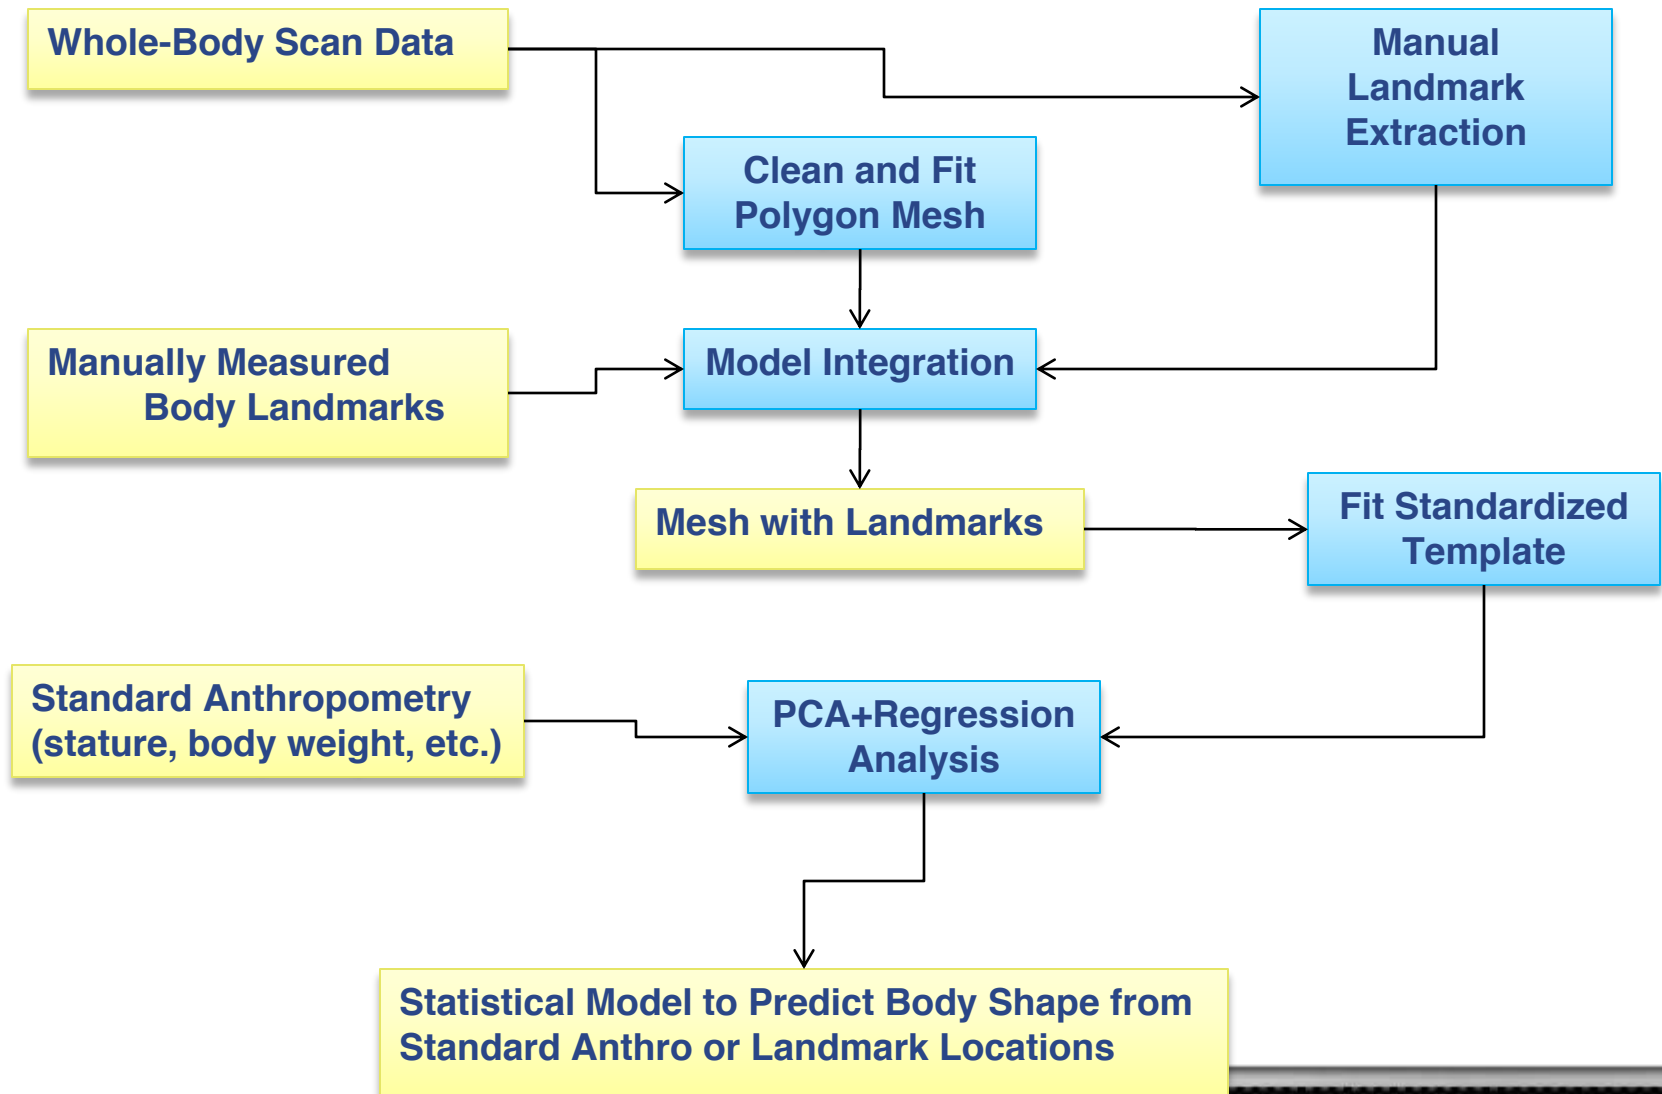 Whole-Body Scan Data
Manual
Landmark
Extraction
Clean and Fit
Polygon Mesh
Manually Measured
Body Landmarks
Model Integration
Mesh with Landmarks
Fit Standardized
Template
Standard Anthropometry
(stature, body weight, etc.)
PCA+Regression
Analysis
Statistical Model to Predict Body Shape from
Standard Anthro or Landmark Locations